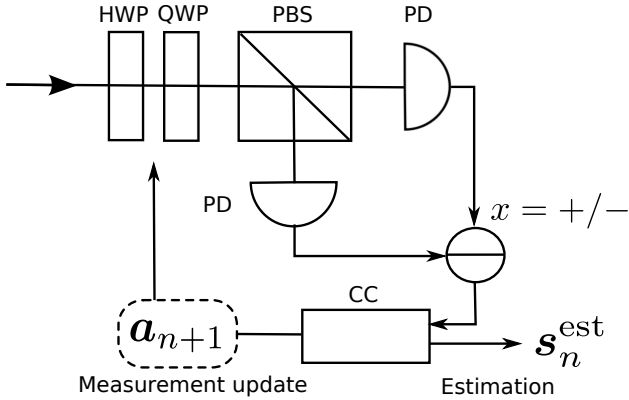 HWP QWP PBS PD
PD
x = +/−
CC
a_{n+1}
s_n^{est}
Measurement update Estimation